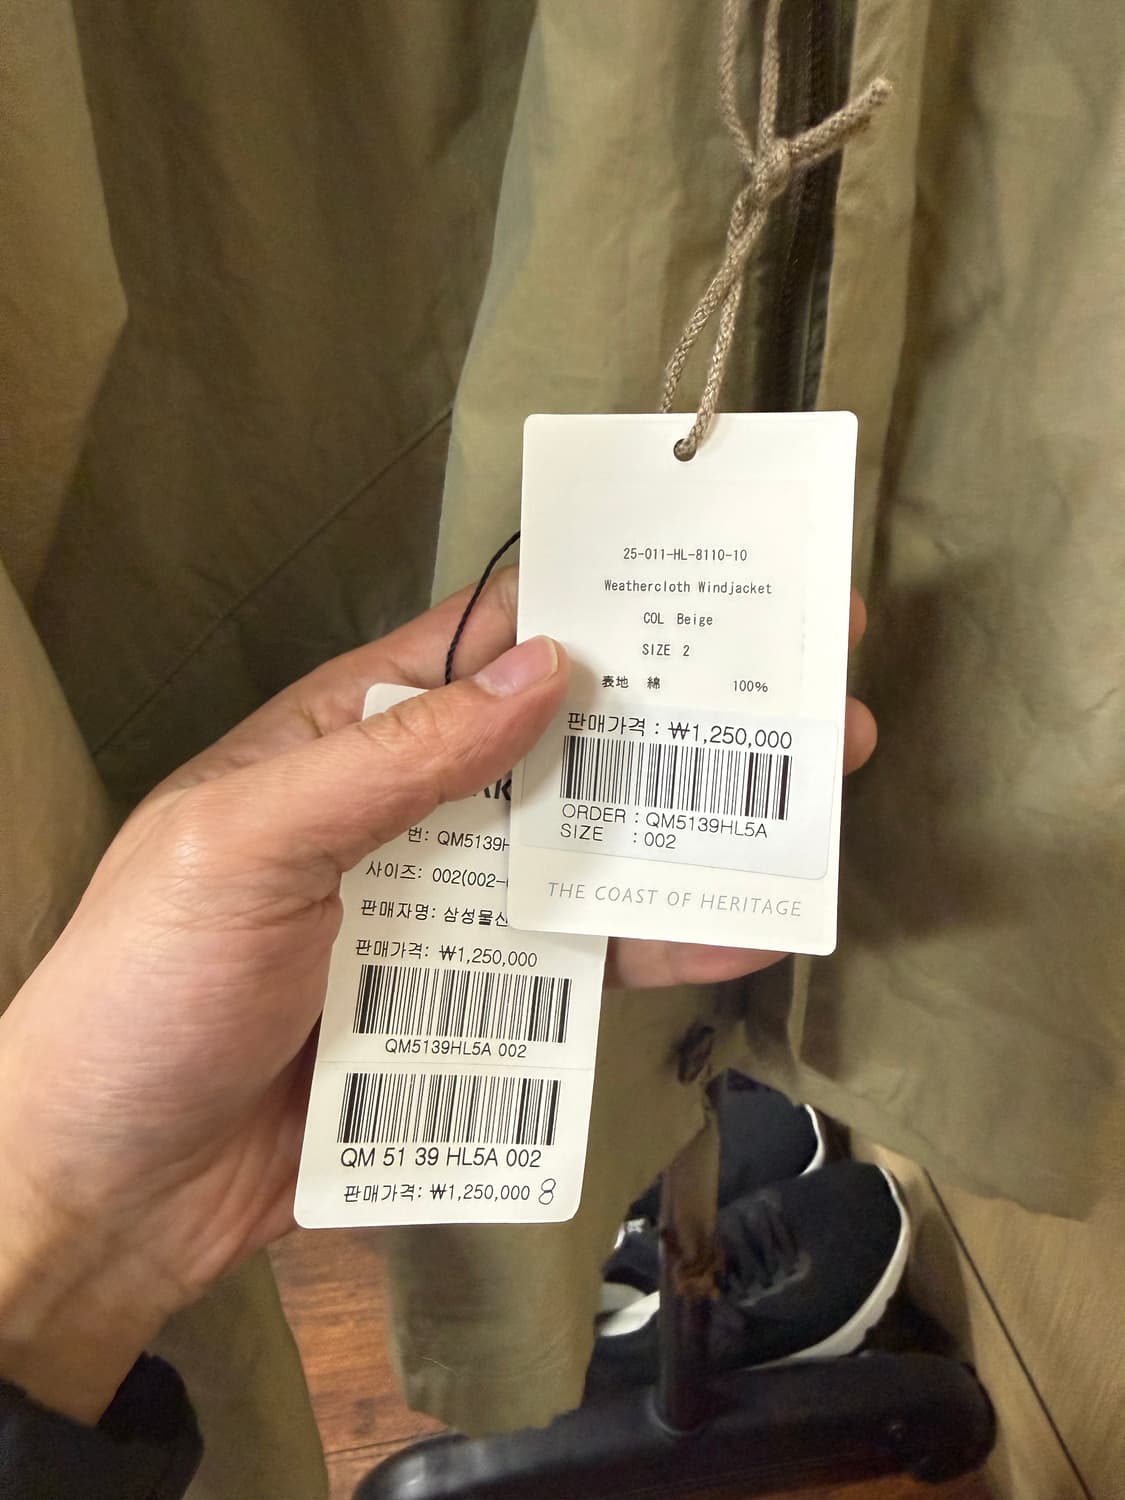 25-011-HL-8110-10
Weathercloth Windjacket
COL Beige
SIZE 2
表地 綿 100%
판매가격 : ₩1,250,000
ORDER : QM5139HL5A
SIZE : 002
THE COAST OF HERITAGE
번: QM5139H
사이즈: 002(002-
판매자명: 삼성물산
판매가격: ₩1,250,000
QM5139HL5A 002
QM 51 39 HL5A 002
판매가격: ₩1,250,000 8